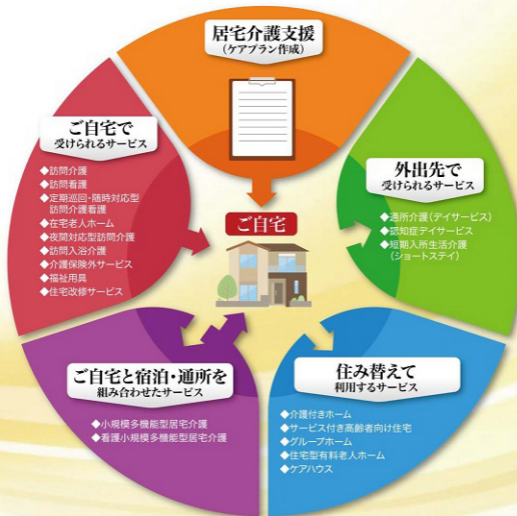 居宅介護支援
（ケアプラン作成）
ご自宅で
受けられるサービス
◆訪問介護
◆訪問看護
◆定期巡回・随時対応型
訪問介護看護
◆在宅老人ホーム
◆夜間対応型訪問介護
◆訪問入浴介護
◆介護保険外サービス
◆福祉用具
◆住宅改修サービス
外出先で
受けられるサービス
◆通所介護（デイサービス）
◆認知症デイサービス
◆短期入所生活介護
（ショートステイ）
ご自宅
ご自宅と宿泊・通所を
組み合わせたサービス
◆小規模多機能型居宅介護
◆看護小規模多機能型居宅介護
住み替えて
利用するサービス
◆介護付きホーム
◆サービス付き高齢者向け住宅
◆グループホーム
◆住宅型有料老人ホーム
◆ケアハウス